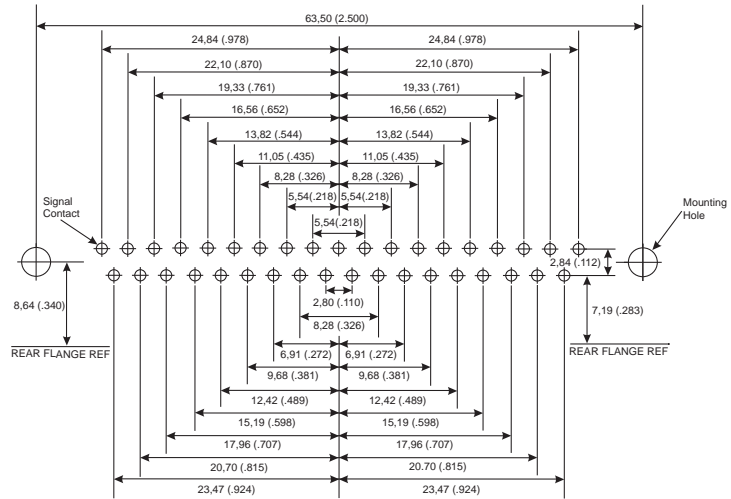 63,50 (2.500)
24,84 (.978) 24,84 (.978)
22,10 (.870) 22,10 (.870)
19,33 (.761) 19,33 (.761)
16,56 (.652) 16,56 (.652)
13,82 (.544) 13,82 (.544)
11,05 (.435) 11,05 (.435)
8,28 (.326) 8,28 (.326)
5,54(.218) 5,54(.218)
5,54(.218)
Signal
Contact
Mounting
Hole
2,84 (.112)
8,64 (.340)
2,80 (.110)
7,19 (.283)
8,28 (.326)
REAR FLANGE REF
REAR FLANGE REF
6,91 (.272) 6,91 (.272)
9,68 (.381) 9,68 (.381)
12,42 (.489) 12,42 (.489)
15,19 (.598) 15,19 (.598)
17,96 (.707) 17,96 (.707)
20,70 (.815) 20,70 (.815)
23,47 (.924) 23,47 (.924)